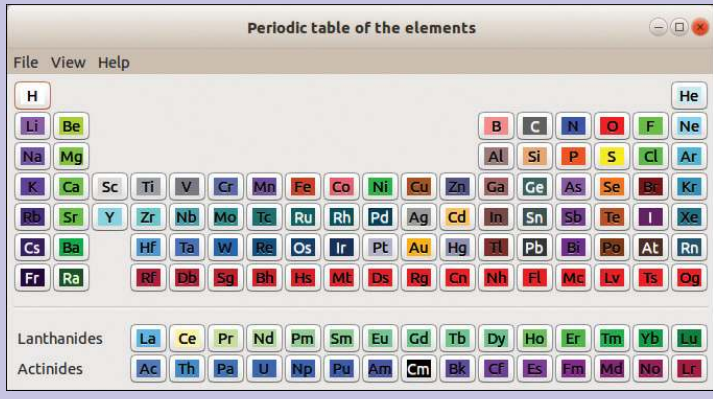 Periodic table of the elements
File View Help
H He
Li Be B C N O F Ne
Na Mg Al Si P S Cl Ar
K Ca Sc Ti V Cr Mn Fe Co Ni Cu Zn Ga Ge As Se Br Kr
Rb Sr Y Zr Nb Mo Tc Ru Rh Pd Ag Cd In Sn Sb Te I Xe
Cs Ba Hf Ta W Re Os Ir Pt Au Hg Tl Pb Bi Po At Rn
Fr Ra Rf Db Sg Bh Hs Mt Ds Rg Cn Nh Fl Mc Lv Ts Og
Lanthanides La Ce Pr Nd Pm Sm Eu Gd Tb Dy Ho Er Tm Yb Lu
Actinides Ac Th Pa U Np Pu Am Cm Bk Cf Es Fm Md No Lr